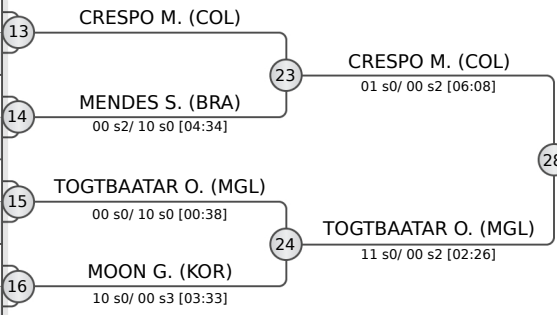 CRESPO M. (COL)
13
23
CRESPO M. (COL)
01 s0/ 00 s2 [06:08]
MENDES S. (BRA)
14
00 s2/ 10 s0 [04:34]
28
TOGTBAATAR O. (MGL)
15
00 s0/ 10 s0 [00:38]
TOGTBAATAR O. (MGL)
24
11 s0/ 00 s2 [02:26]
MOON G. (KOR)
16
10 s0/ 00 s3 [03:33]